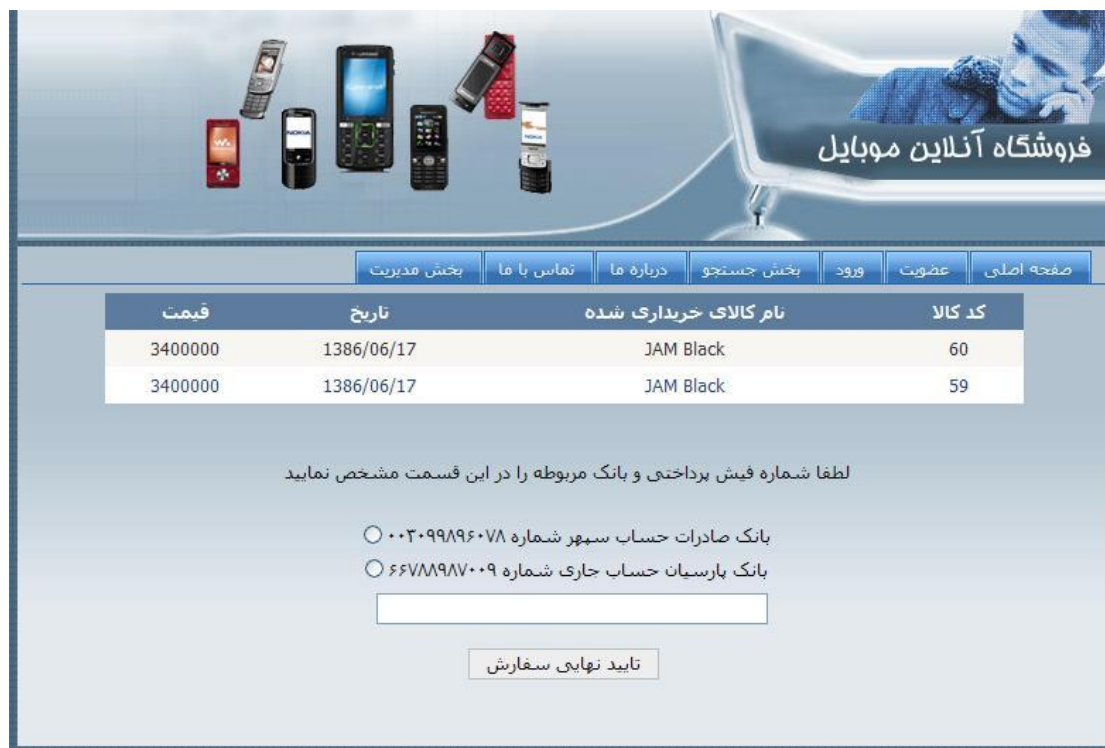 فروشگاه آنلاین موبایل
صفحه اصلی عضویت ورود بخش جستجو درباره ما تماس با ما بخش مدیریت
کد کالا نام کالای خریداری شده تاریخ قیمت
60 JAM Black 1386/06/17 3400000
59 JAM Black 1386/06/17 3400000
لطفا شماره فیش پرداختی و بانک مربوطه را در این قسمت مشخص نمایید
بانک صادرات حساب سپهر شماره ۰۰۳۰۹۹۸۹۶۰۷۸
بانک پارسیان حساب جاری شماره ۶۶۷۸۸۹۸۷۰۰۹
تایید نهایی سفارش